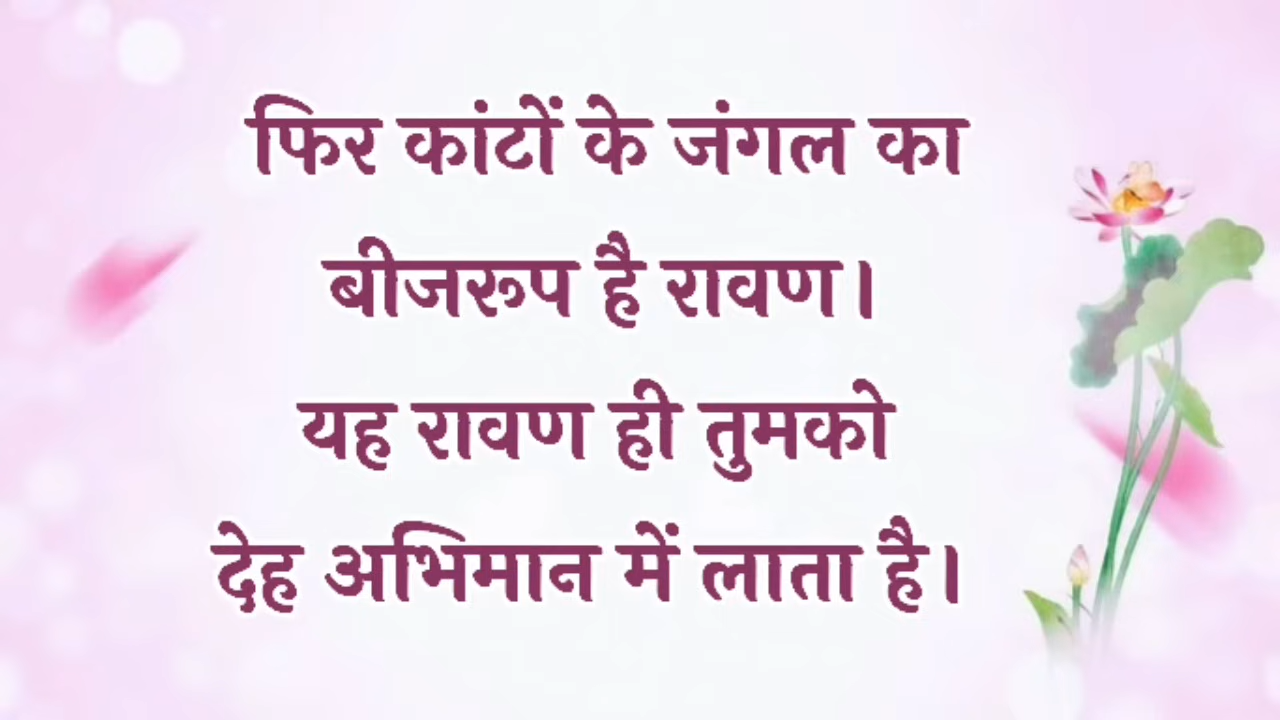 फिर कांटों के जंगल का
बीजरूप है रावण।
यह रावण ही तुमको
देह अभिमान में लाता है।